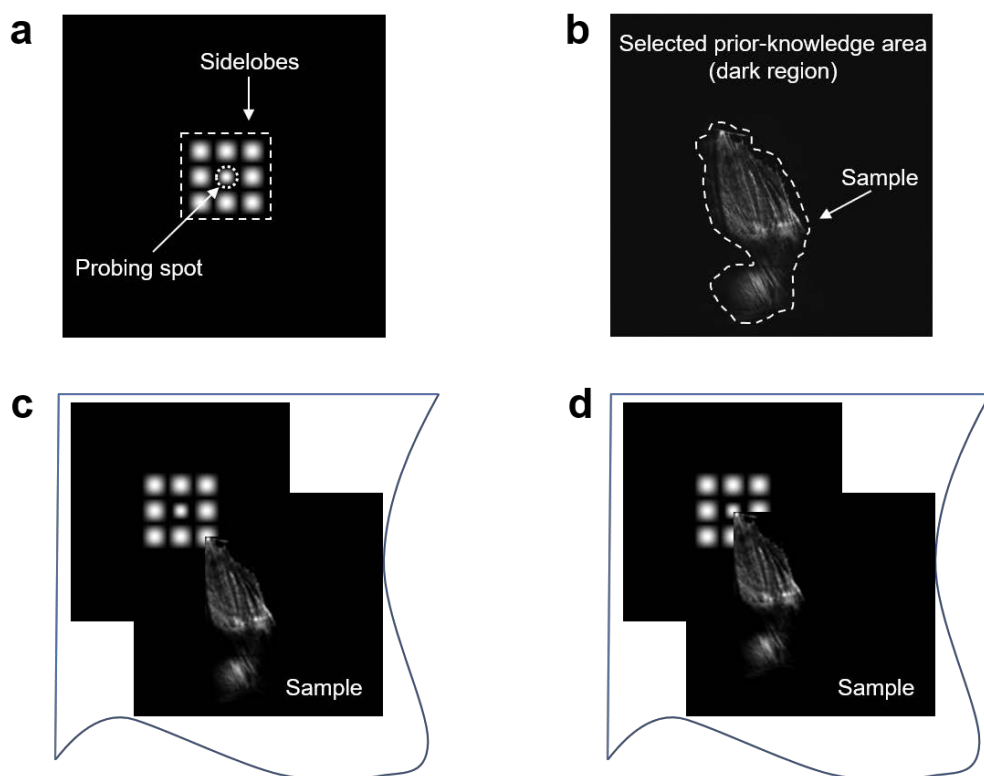 a
Sidelobes
Probing spot
b
Selected prior-knowledge area
(dark region)
Sample
c
Sample
d
Sample